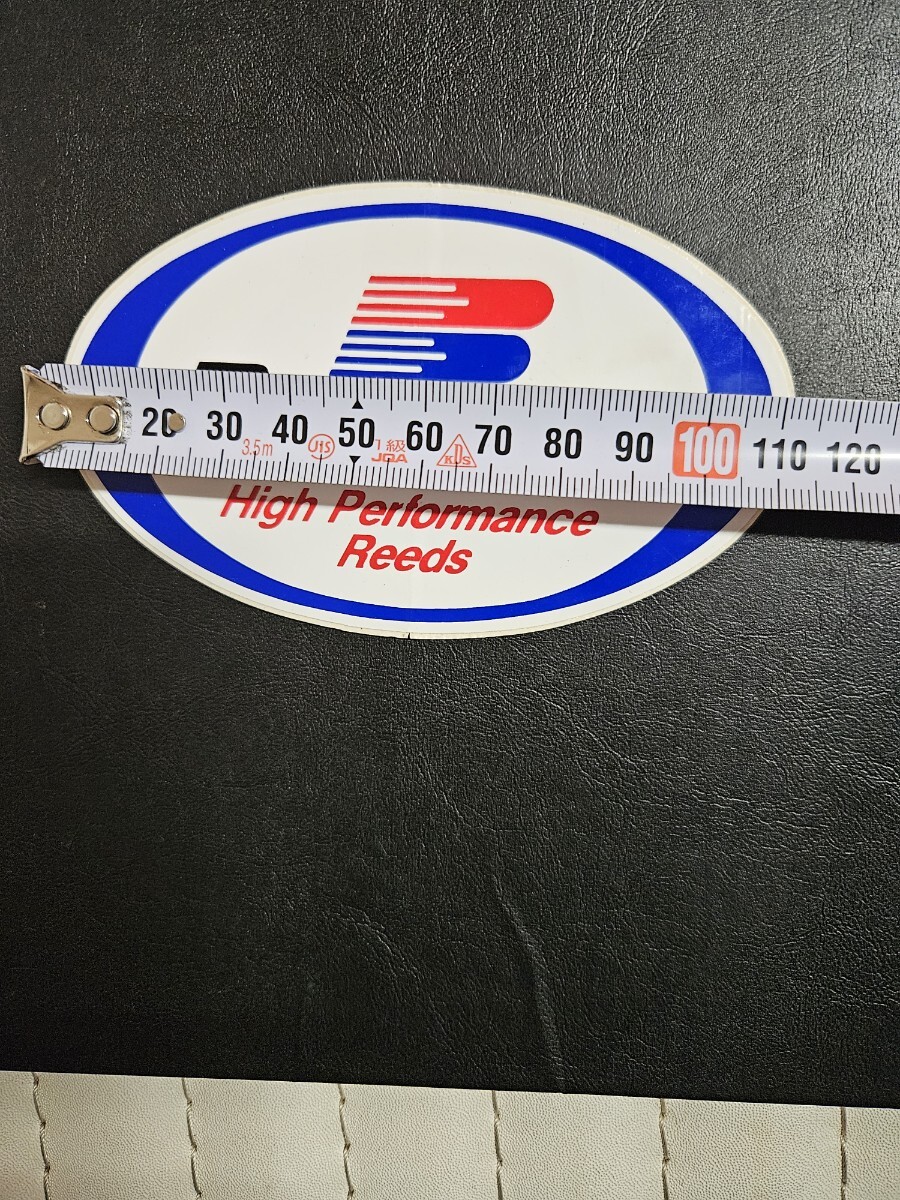 20 30 40 50 60 70 80 90 100 110 120
3.5m JIS 1級 JQA KDS
High Performance
Reeds